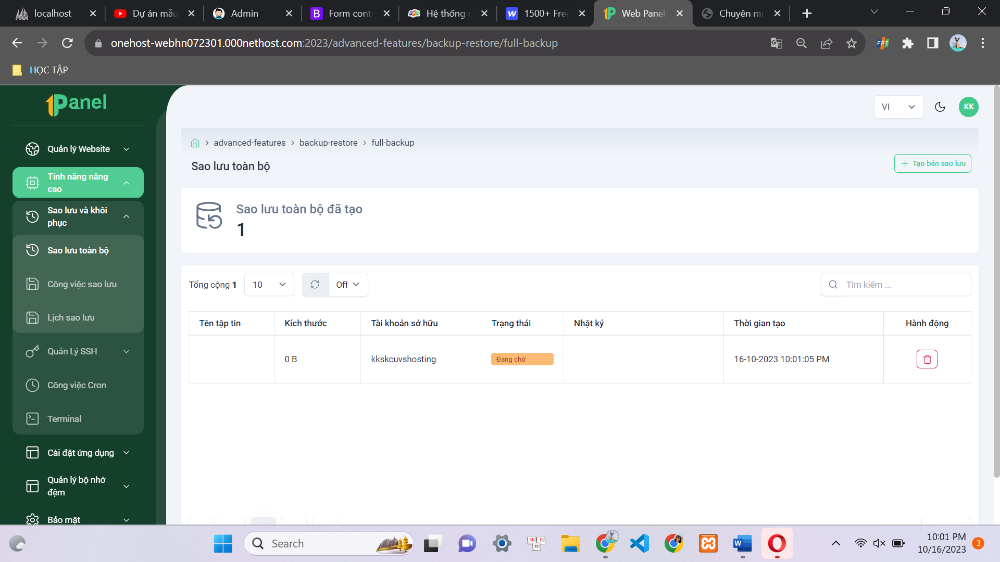 localhost
Dự án mẫu
Admin
Form cont
Hệ thống
1500+ Fre
Web Panel
Chuyên m
onehost-webhn072301.000nethost.com:2023/advanced-features/backup-restore/full-backup
FPT
HỌC TẬP
1Panel
VI
KK
Quản lý Website
Tính năng nâng
cao
Sao lưu và khôi
phục
Sao lưu toàn bộ
Công việc sao lưu
Lịch sao lưu
Quản Lý SSH
Công việc Cron
Terminal
Cài đặt ứng dụng
Quản lý bộ nhớ
đệm
Bảo mật
advanced-features > backup-restore > full-backup
Sao lưu toàn bộ
Tạo bản sao lưu
Sao lưu toàn bộ đã tạo
1
Tổng cộng 1
10
Off
Tìm kiếm ...
Tên tập tin
Kích thước
Tài khoản sở hữu
Trạng thái
Nhật ký
Thời gian tạo
Hành động
0 B
kkskcuvshosting
Đang chờ
16-10-2023 10:01:05 PM
Search
10:01 PM
10/16/2023
3